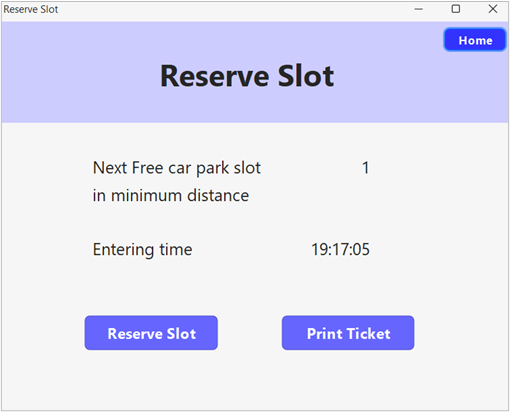 Reserve Slot
Home
Reserve Slot
Next Free car park slot 1
in minimum distance
Entering time 19:17:05
Reserve Slot Print Ticket